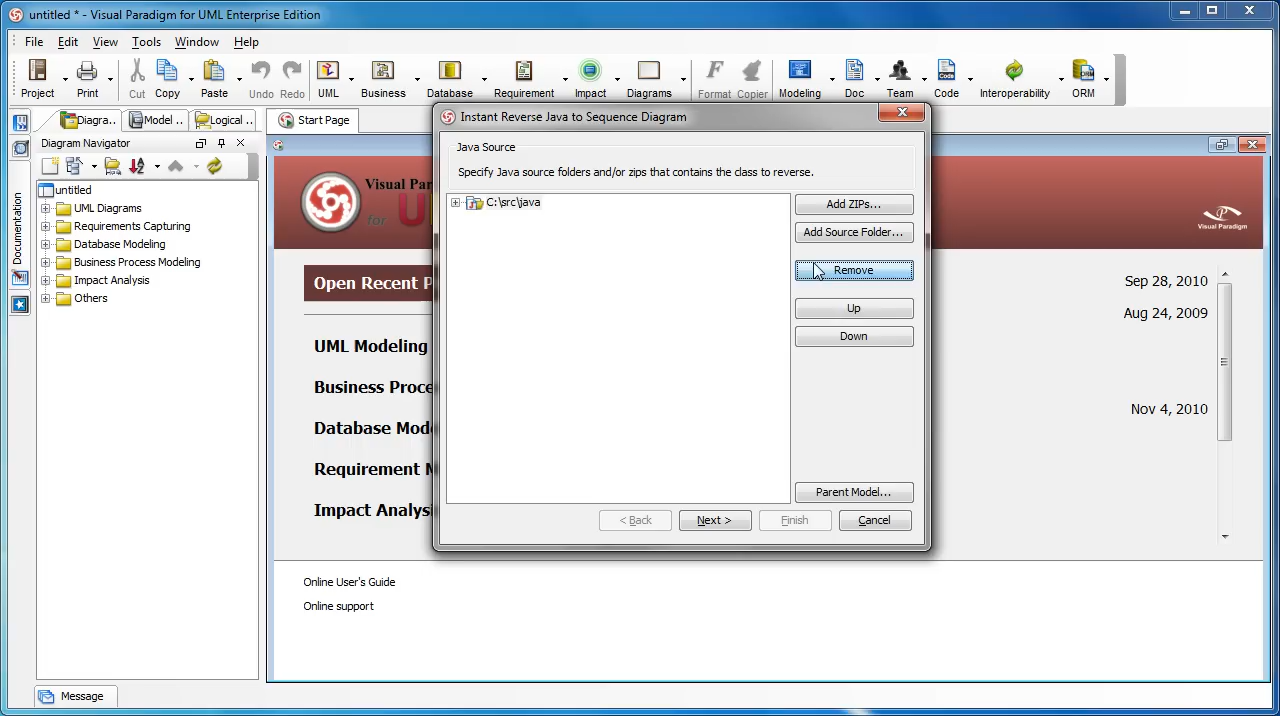 untitled * - Visual Paradigm for UML Enterprise Edition
File Edit View Tools Window Help
Project Print Cut Copy Paste Undo Redo UML Business Database Requirement Impact Diagrams Format Copier Modeling Doc Team Code Interoperability ORM
Diagra.. Model .. Logical ..
Start Page
Diagram Navigator
Documentation
untitled
UML Diagrams
Requirements Capturing
Database Modeling
Business Process Modeling
Impact Analysis
Others
Visual Par
for U
Visual Paradigm
Open Recent P
Sep 28, 2010
Aug 24, 2009
UML Modeling
Business Proce
Nov 4, 2010
Database Mode
Requirement M
Impact Analysi
Online User's Guide
Online support
Instant Reverse Java to Sequence Diagram
Java Source
Specify Java source folders and/or zips that contains the class to reverse.
C:\src\java
Add ZIPs...
Add Source Folder...
Remove
Up
Down
Parent Model...
< Back Next > Finish Cancel
Message